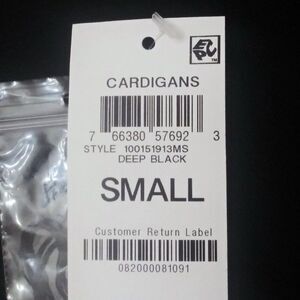 CARDIGANS
7 66380 57692 3
STYLE 100151913MS
DEEP BLACK
SMALL
Customer Return Label
082000081091